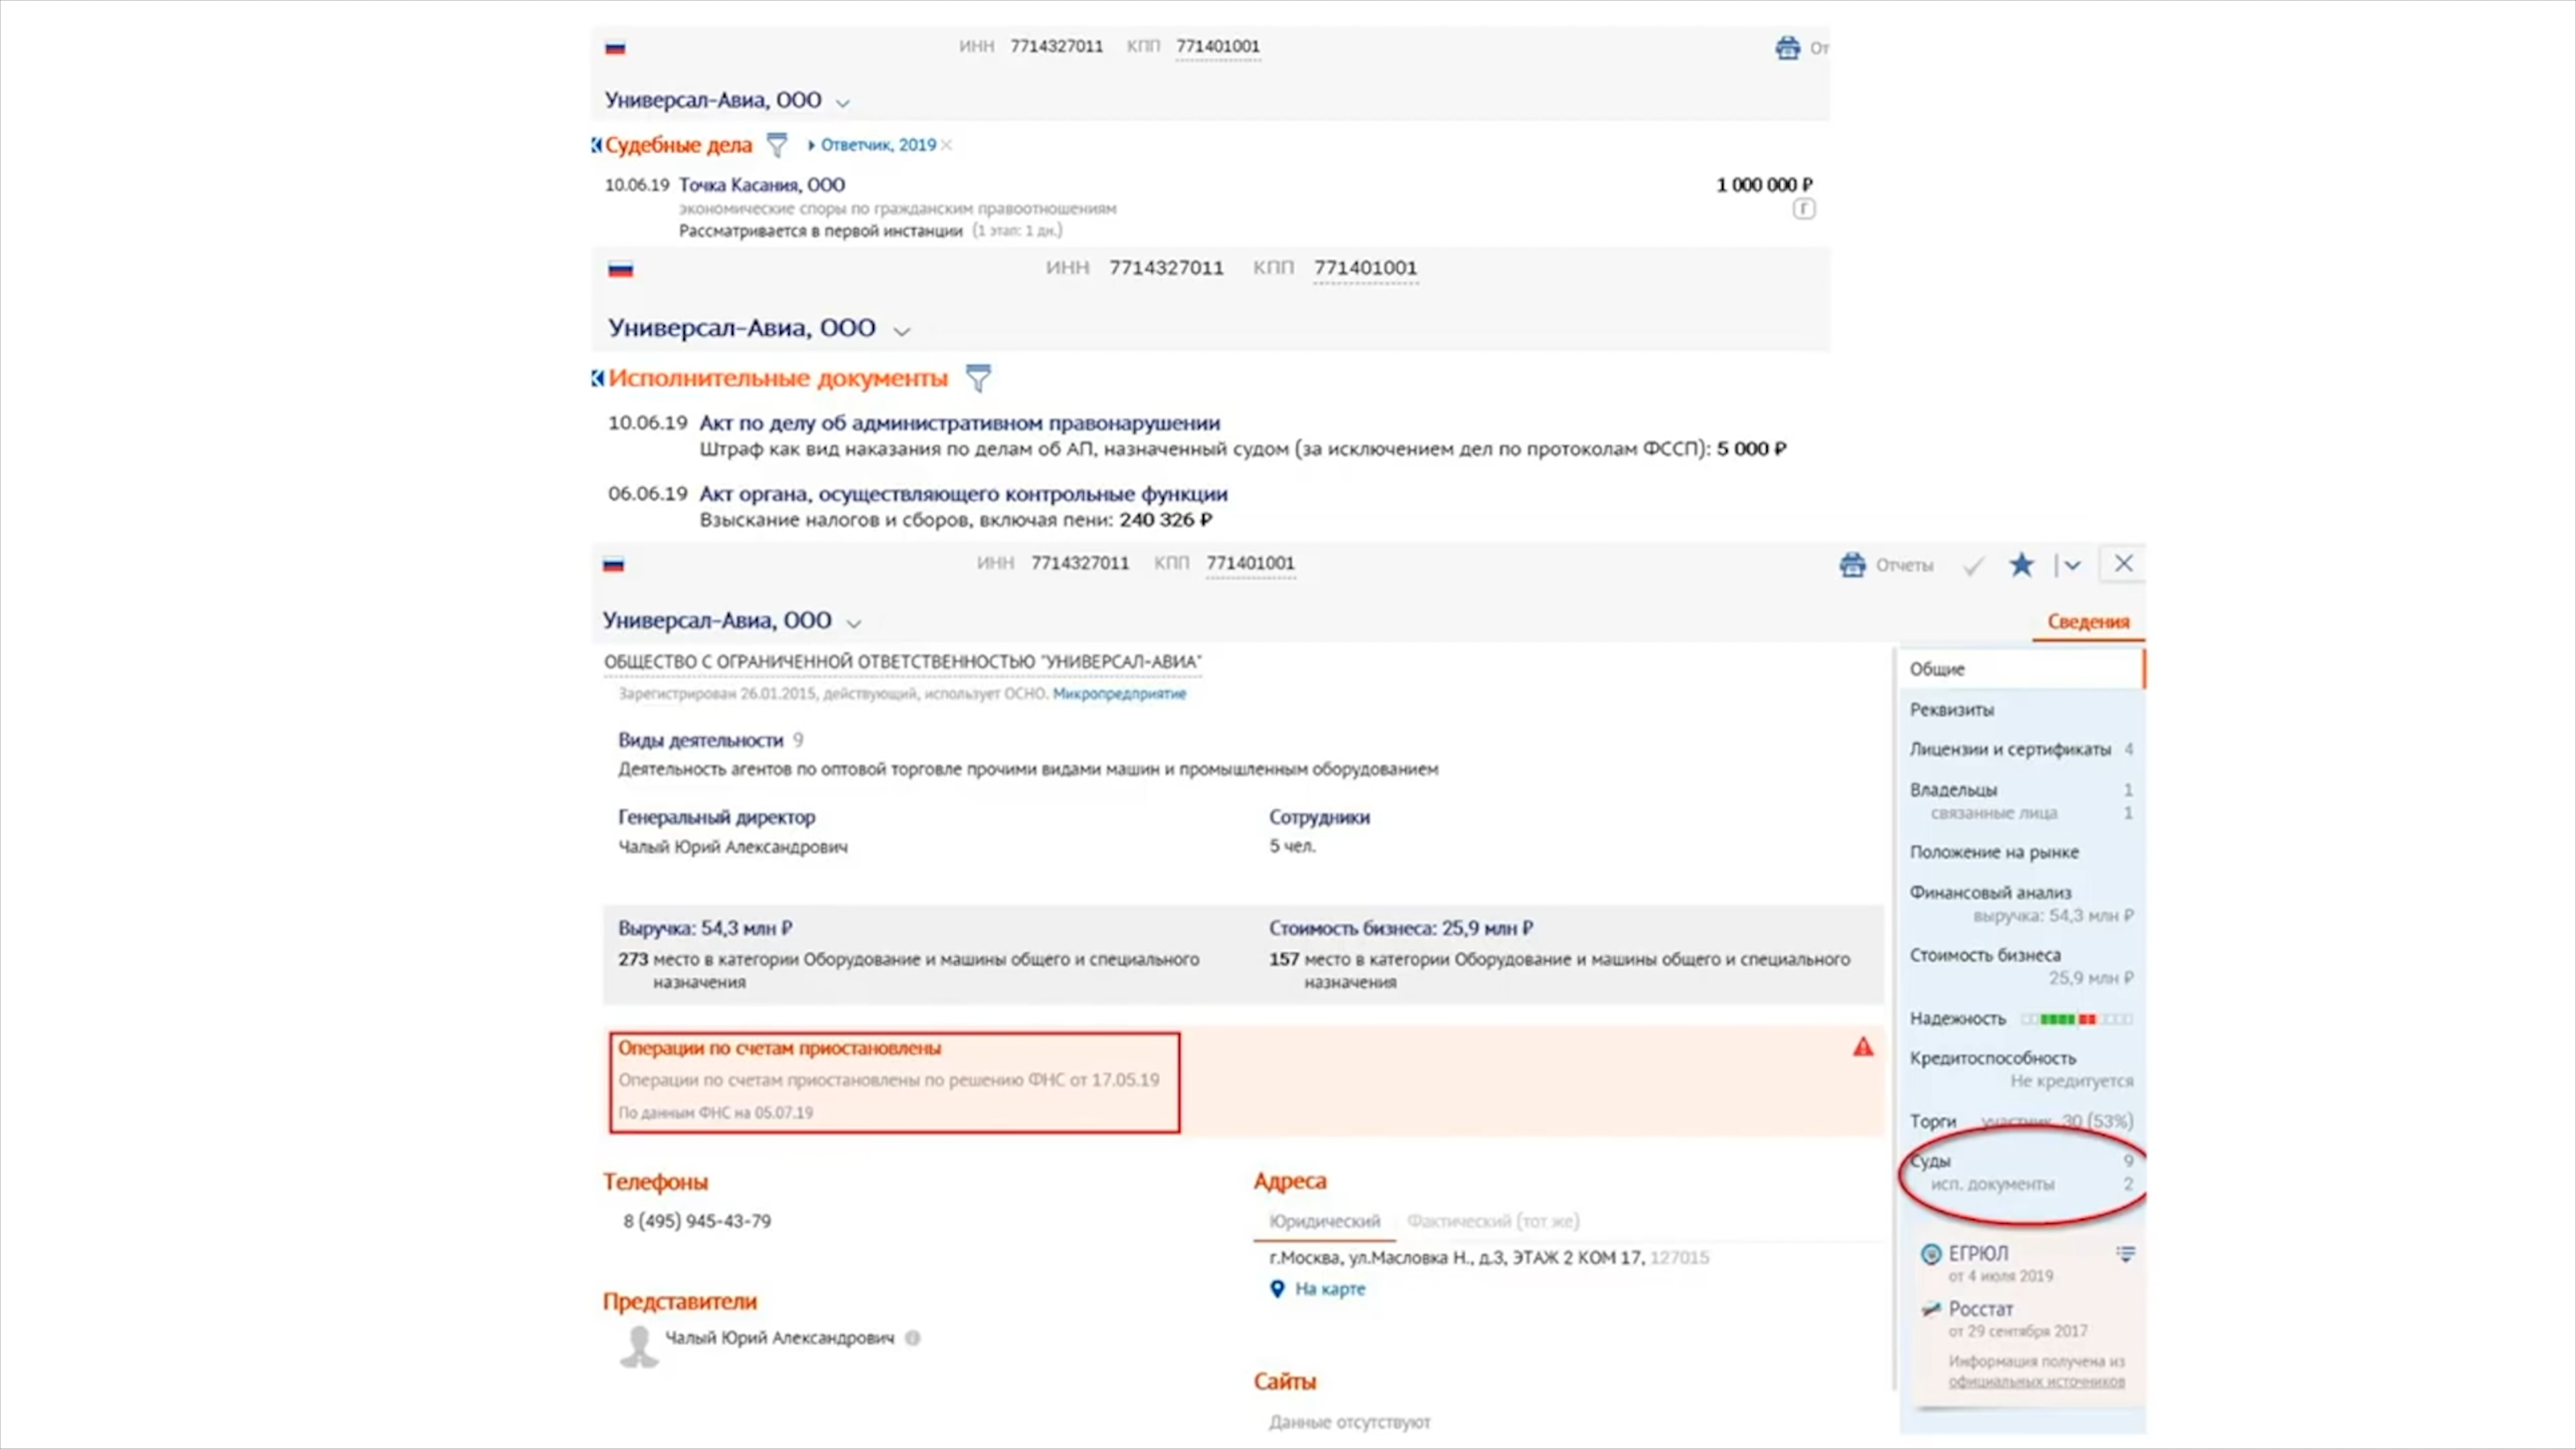 ИНН 7714327011 КПП 771401001
От
Универсал-Авиа, ООО
Судебные дела Ответчик, 2019
10.06.19 Точка Касания, ООО 1 000 000 ₽
экономические споры по гражданским правоотношениям
Г
Рассматривается в первой инстанции (1 этап: 1 дн.)
ИНН 7714327011 КПП 771401001
Универсал-Авиа, ООО
Исполнительные документы
10.06.19 Акт по делу об административном правонарушении
Штраф как вид наказания по делам об АП, назначенный судом (за исключением дел по протоколам ФССП): 5 000 ₽
06.06.19 Акт органа, осуществляющего контрольные функции
Взыскание налогов и сборов, включая пени: 240 326 ₽
ИНН 7714327011 КПП 771401001
Отчеты
Универсал-Авиа, ООО
Сведения
ОБЩЕСТВО С ОГРАНИЧЕННОЙ ОТВЕТСТВЕННОСТЬЮ "УНИВЕРСАЛ-АВИА"
Зарегистрирован 26.01.2015, действующий, использует ОСНО. Микропредприятие
Виды деятельности 9
Деятельность агентов по оптовой торговле прочими видами машин и промышленным оборудованием
Генеральный директор
Чалый Юрий Александрович
Сотрудники
5 чел.
Выручка: 54,3 млн ₽
273 место в категории Оборудование и машины общего и специального
назначения
Стоимость бизнеса: 25,9 млн ₽
157 место в категории Оборудование и машины общего и специального
назначения
Операции по счетам приостановлены
Операции по счетам приостановлены по решению ФНС от 17.05.19
По данным ФНС на 05.07.19
Телефоны
8 (495) 945-43-79
Представители
Чалый Юрий Александрович
Адреса
Юридический Фактический (тот же)
г.Москва, ул.Масловка Н., д.3, ЭТАЖ 2 КОМ 17, 127015
На карте
Сайты
Данные отсутствуют
Общие
Реквизиты
Лицензии и сертификаты 4
Владельцы 1
связанные лица 1
Положение на рынке
Финансовый анализ
выручка: 54,3 млн ₽
Стоимость бизнеса
25,9 млн ₽
Надежность
Кредитоспособность
Не кредитуется
Торги участник 30 (53%)
Суды 9
исп. документы 2
ЕГРЮЛ
от 4 июля 2019
Росстат
от 29 сентября 2017
Информация получена из
официальных источников